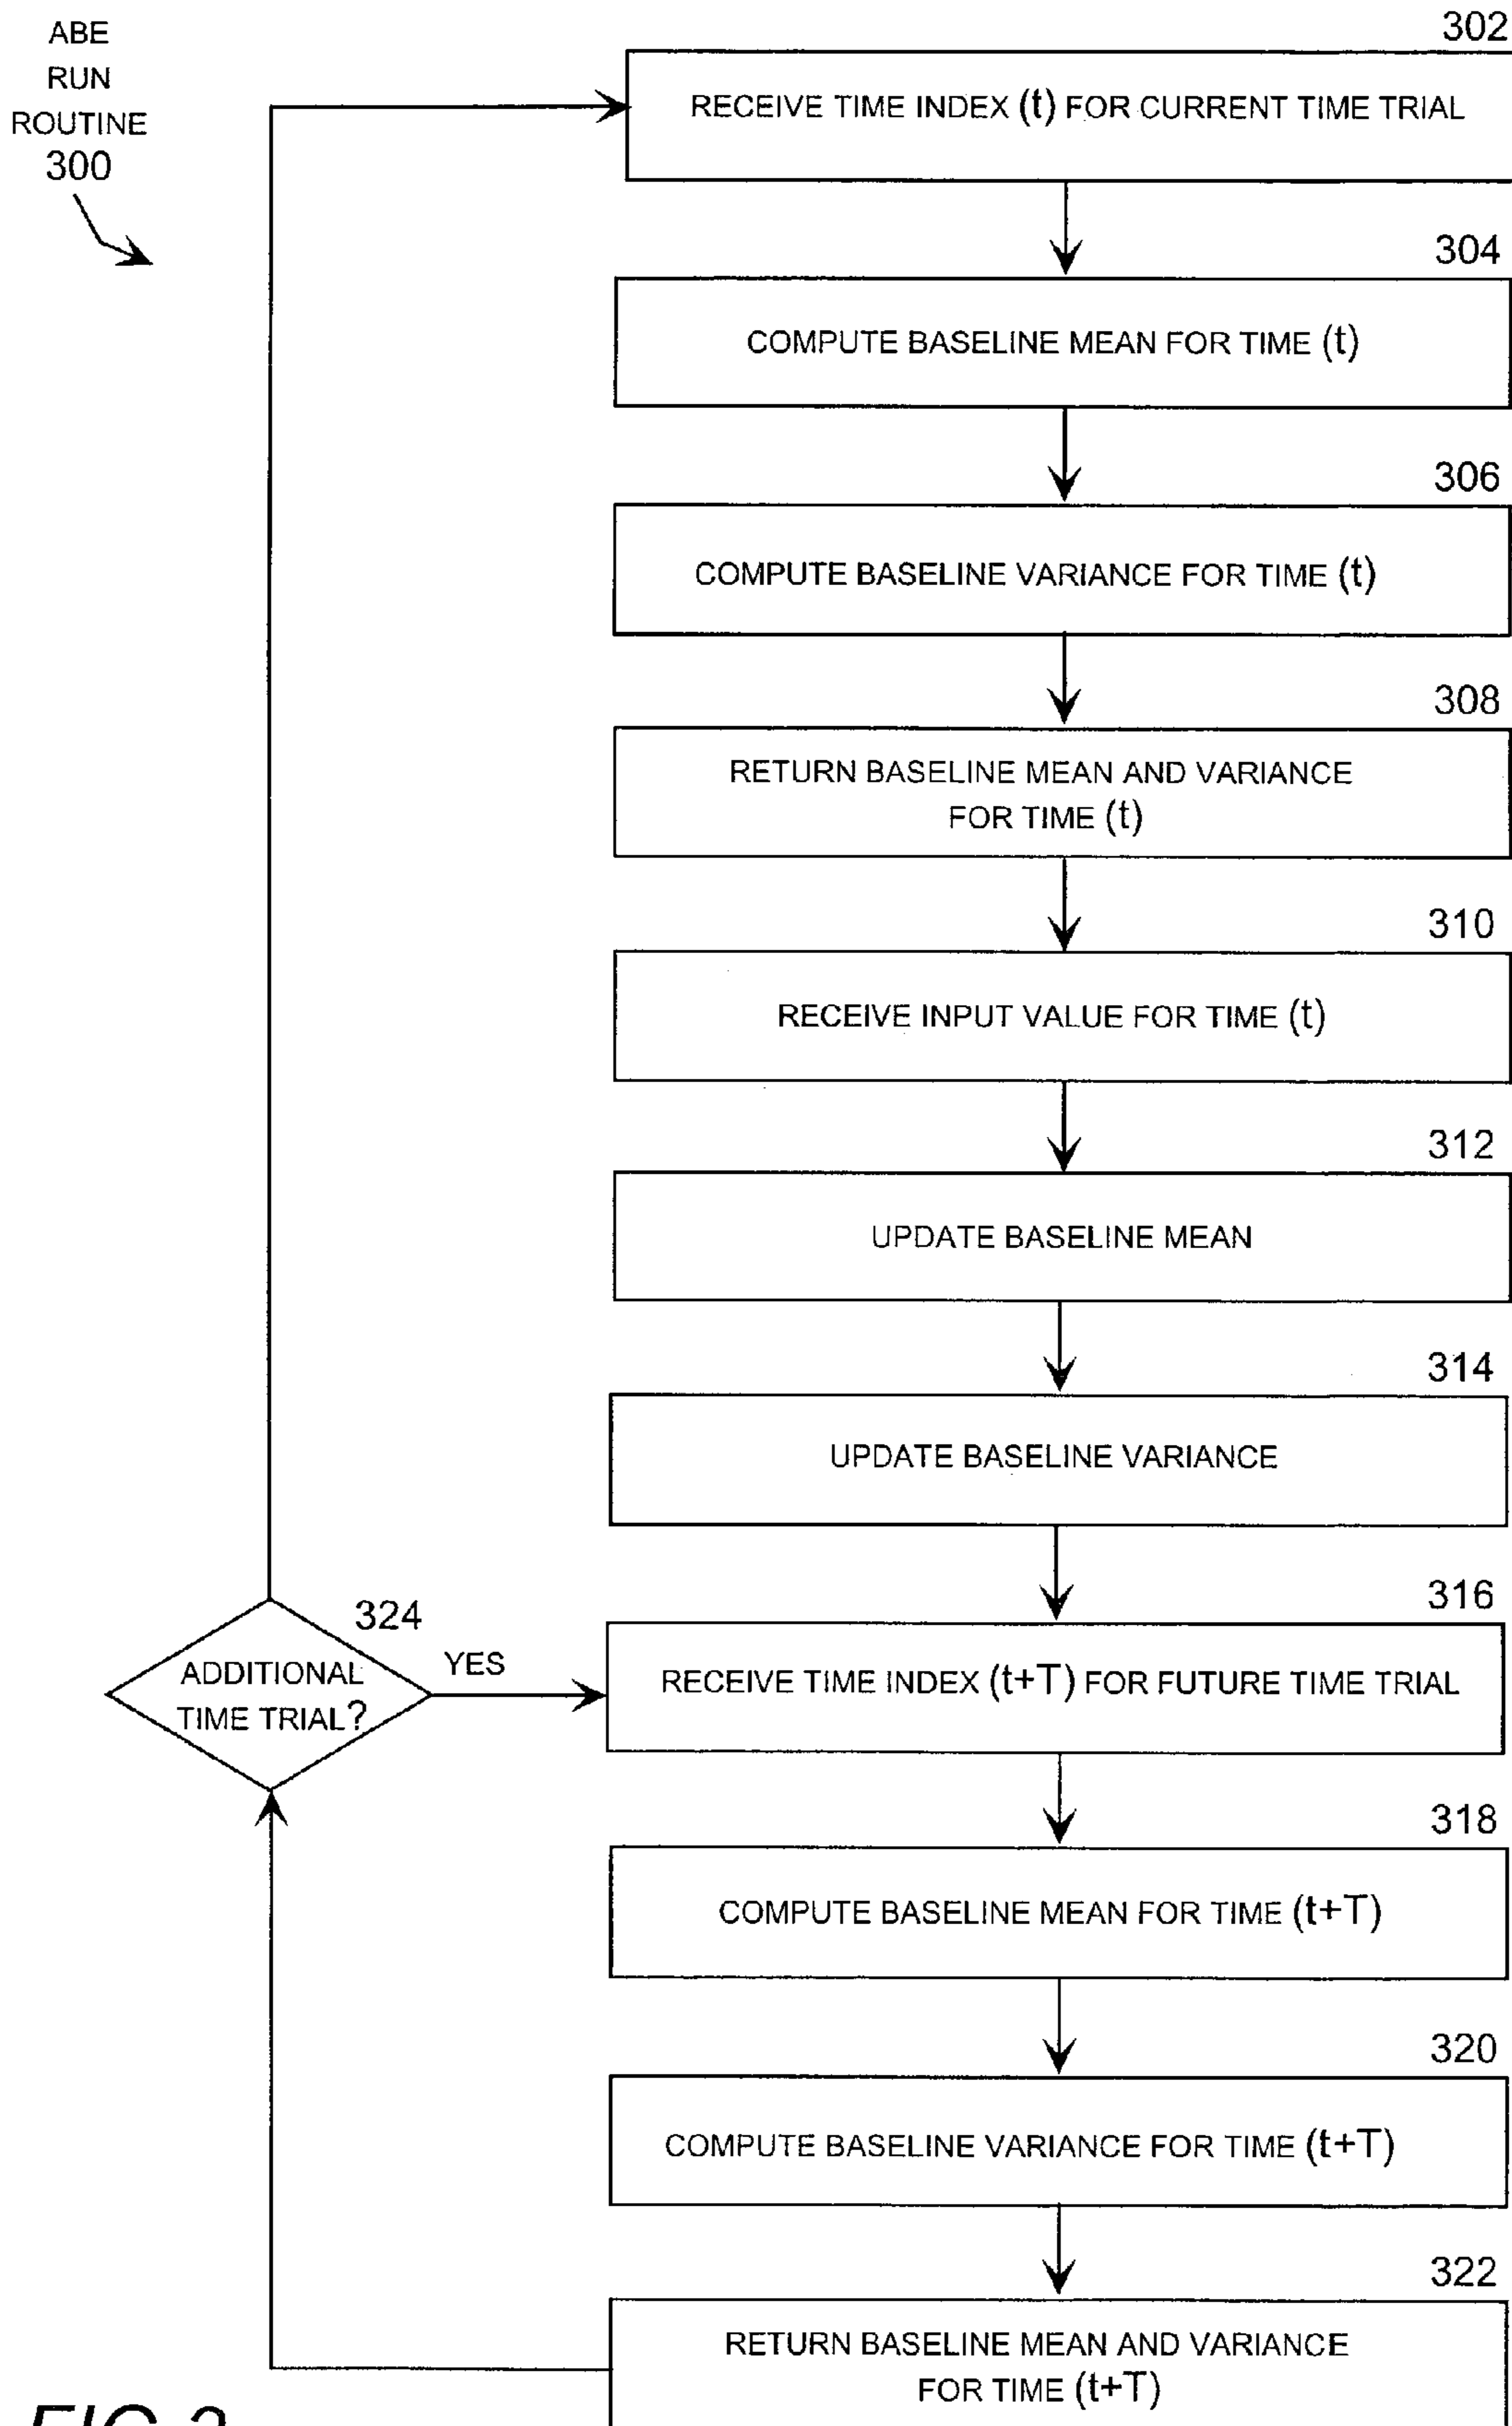 ABE
RUN
ROUTINE
300
302
RECEIVE TIME INDEX (t) FOR CURRENT TIME TRIAL
304
COMPUTE BASELINE MEAN FOR TIME (t)
306
COMPUTE BASELINE VARIANCE FOR TIME (t)
308
RETURN BASELINE MEAN AND VARIANCE
FOR TIME (t)
310
RECEIVE INPUT VALUE FOR TIME (t)
312
UPDATE BASELINE MEAN
314
UPDATE BASELINE VARIANCE
324
ADDITIONAL
TIME TRIAL?
YES
316
RECEIVE TIME INDEX (t+T) FOR FUTURE TIME TRIAL
318
COMPUTE BASELINE MEAN FOR TIME (t+T)
320
COMPUTE BASELINE VARIANCE FOR TIME (t+T)
322
RETURN BASELINE MEAN AND VARIANCE
FOR TIME (t+T)